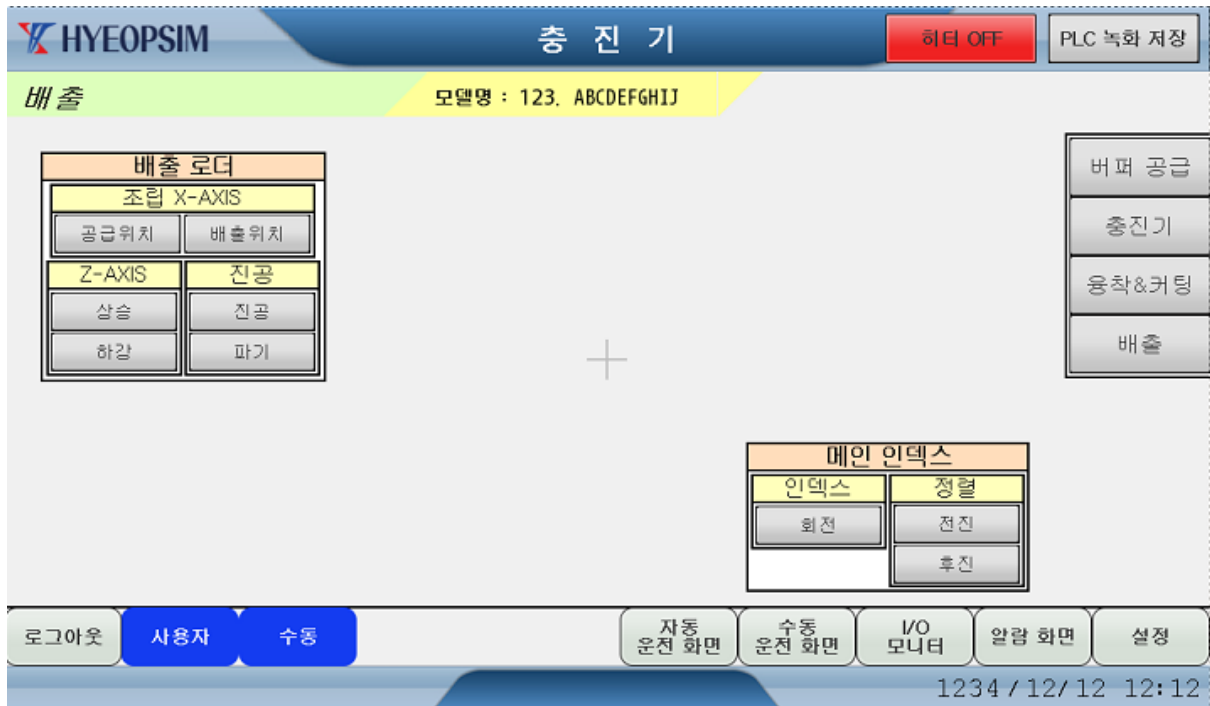 HYEOPSIM
충 진 기
히터 OFF
PLC 녹화 저장
배 출
모델명 : 123. ABCDEFGHIJ
배출 로더
조립 X-AXIS
공급위치 배출위치
Z-AXIS 진공
상승 진공
하강 파기
버퍼 공급
충진기
융착&커팅
배출
메인 인덱스
인덱스 정렬
회전 전진
후진
로그아웃
사용자
수동
자동
운전 화면
수동
운전 화면
I/O
모니터
알람 화면
설정
1234/12/12 12:12